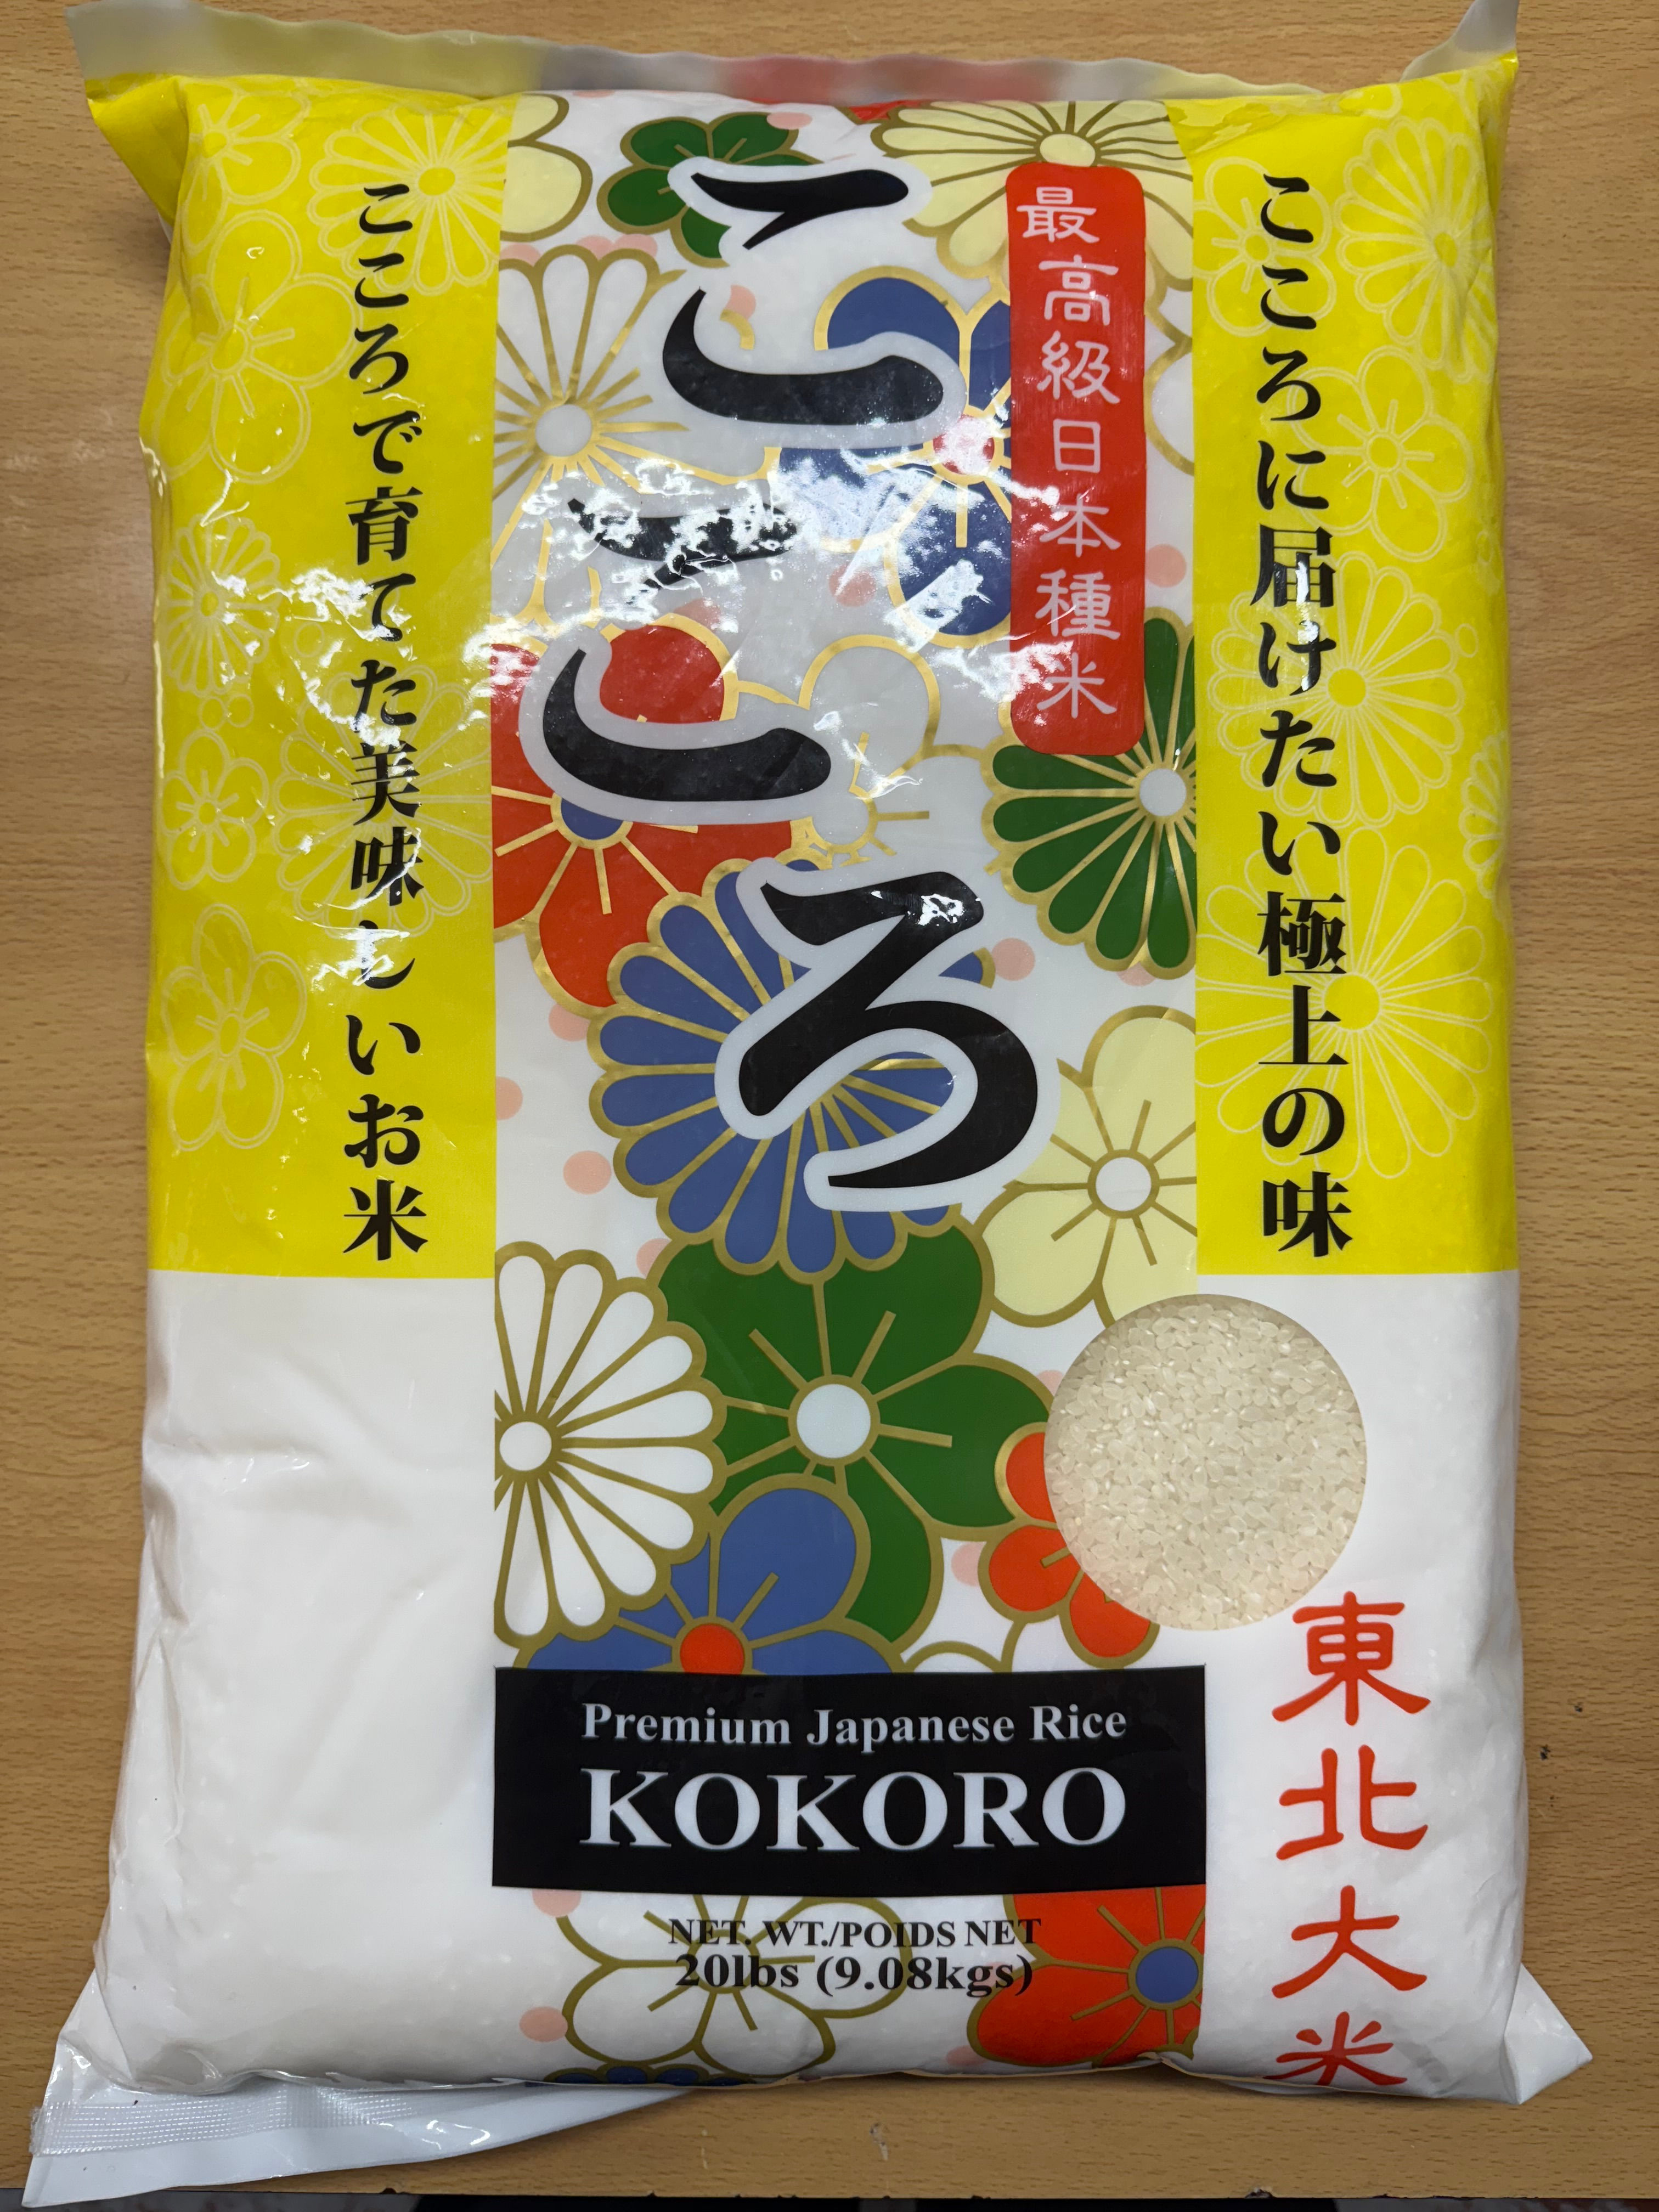 こころに届けたい極上の味
最高級日本種米
こころ
こころで育てた美味しいお米
東北大米
Premium Japanese Rice
KOKORO
NET. WT./POIDS NET
20lbs (9.08kgs)